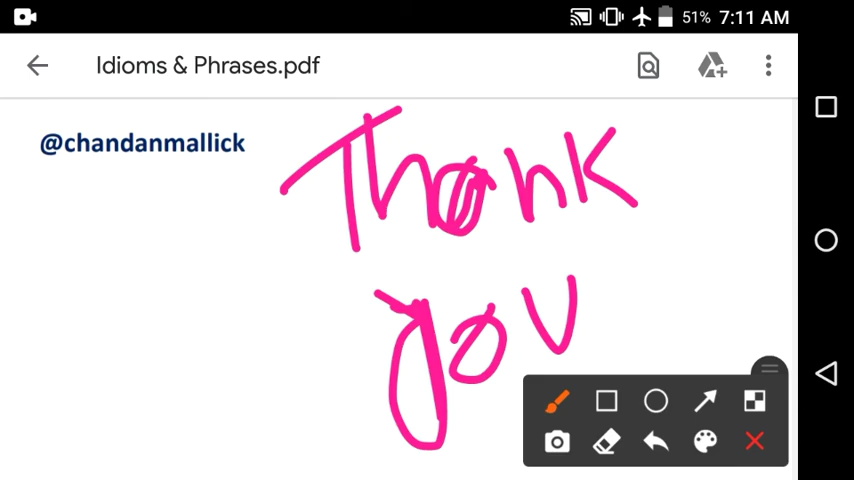 51% 7:11 AM
Idioms & Phrases.pdf
@chandanmallick
Thank
you